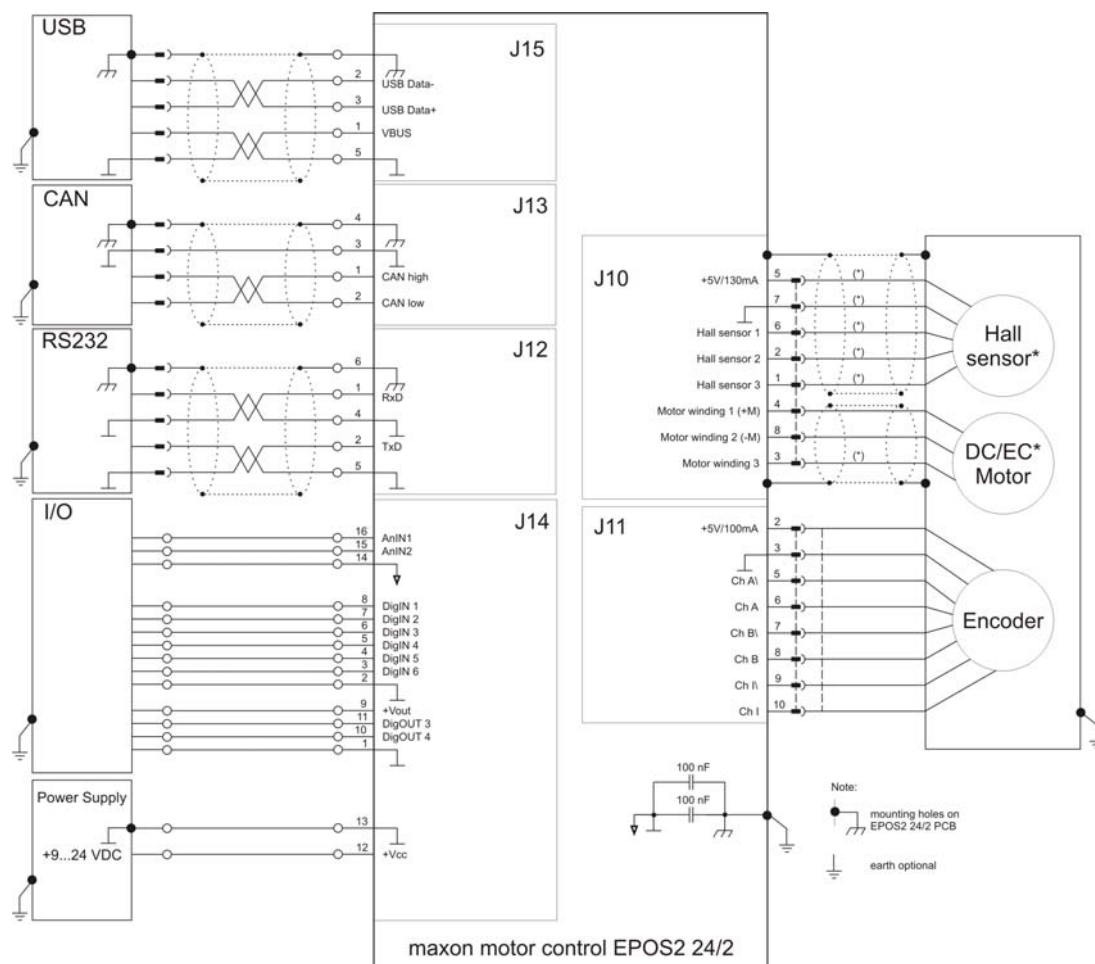 USB
J15
2
USB Data-
3
USB Data+
1
VBUS
5
CAN
J13
4
3
1
CAN high
2
CAN low
RS232
J12
6
1
RxD
4
2
TxD
5
I/O
J14
16
AnIN1
15
AnIN2
14
8
DigIN 1
7
DigIN 2
6
DigIN 3
5
DigIN 4
4
DigIN 5
3
DigIN 6
2
9
+Vout
11
DigOUT 3
10
DigOUT 4
1
Power Supply
13
+9...24 VDC
12
+Vcc
J10
+5V/130mA
5
(*)
7
(*)
Hall sensor 1
6
(*)
Hall sensor 2
2
(*)
Hall sensor 3
1
(*)
Motor winding 1 (+M)
4
Motor winding 2 (-M)
8
Motor winding 3
3
(*)
Hall
sensor*
DC/EC*
Motor
J11
+5V/100mA
2
3
Ch A\
5
Ch A
6
Ch B\
7
Ch B
8
Ch I\
9
Ch I
10
Encoder
100 nF
100 nF
Note:
mounting holes on
EPOS2 24/2 PCB
earth optional
maxon motor control EPOS2 24/2